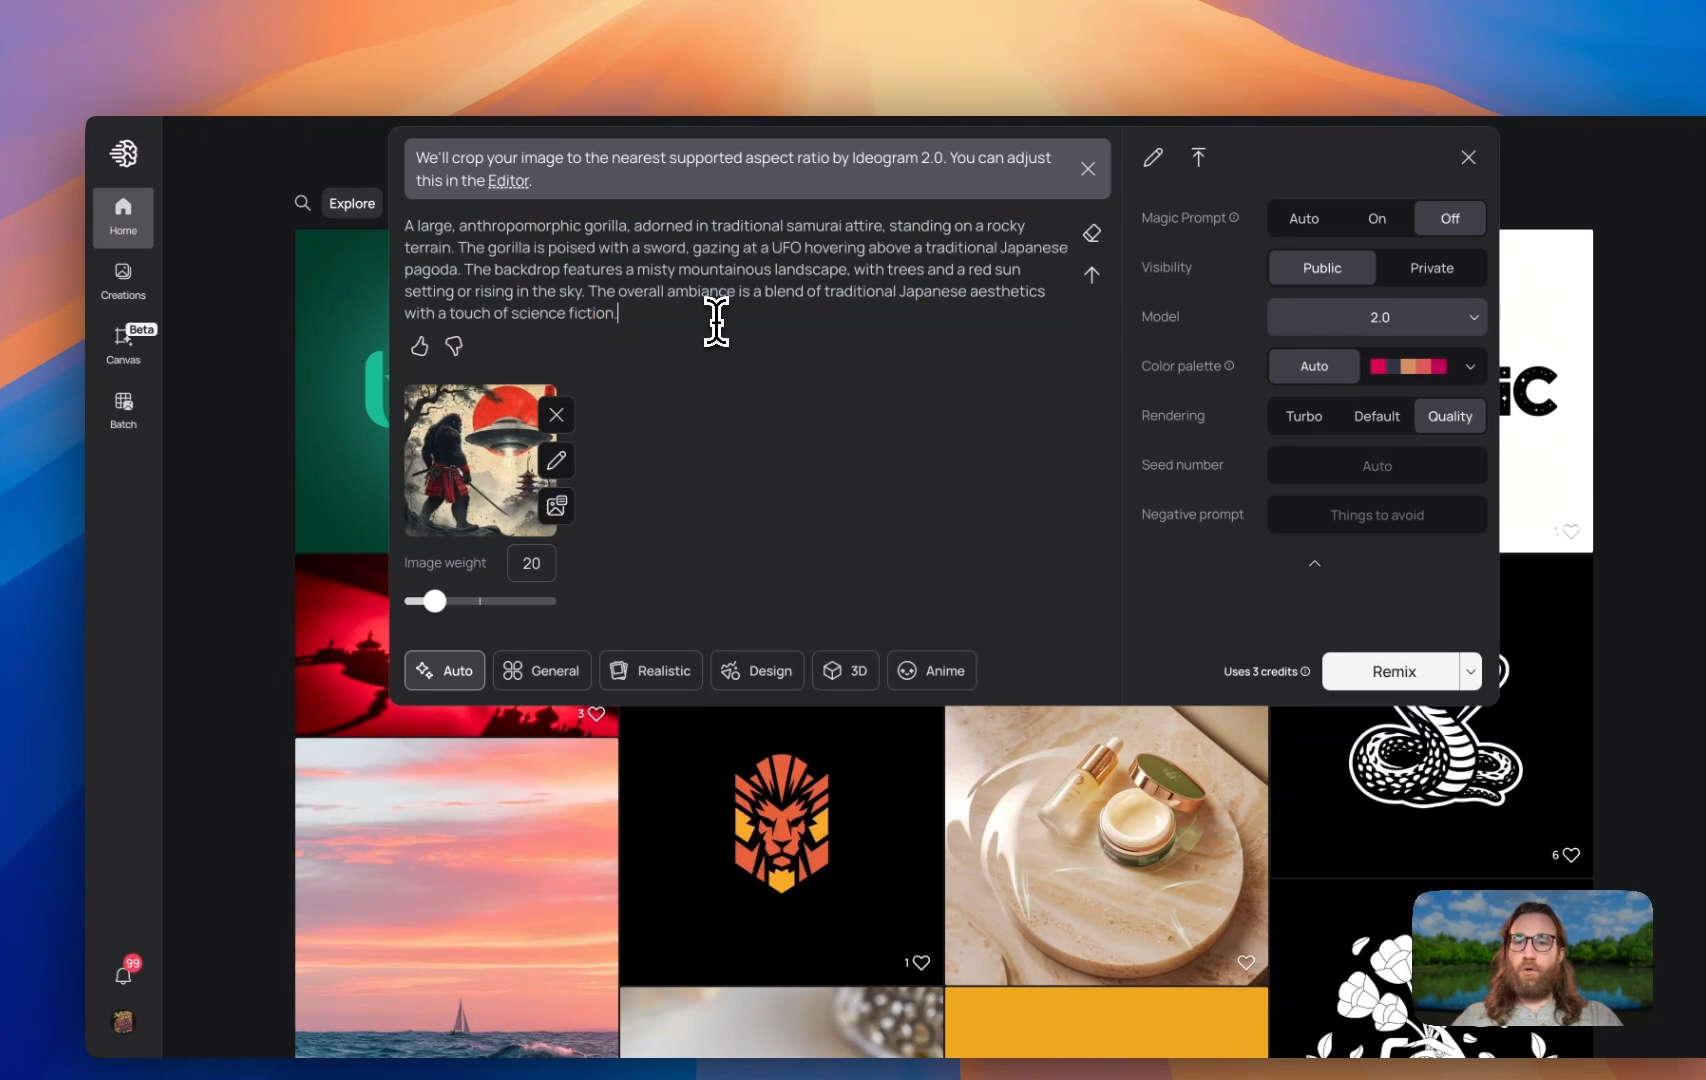 We'll crop your image to the nearest supported aspect ratio by Ideogram 2.0. You can adjust
this in the Editor.
Home
Explore
Creations
Beta
Canvas
Batch
99
A large, anthropomorphic gorilla, adorned in traditional samurai attire, standing on a rocky
terrain. The gorilla is poised with a sword, gazing at a UFO hovering above a traditional Japanese
pagoda. The backdrop features a misty mountainous landscape, with trees and a red sun
setting or rising in the sky. The overall ambiance is a blend of traditional Japanese aesthetics
with a touch of science fiction.
Image weight 20
Auto General Realistic Design 3D Anime
Magic Prompt Auto On Off
Visibility Public Private
Model 2.0
Color palette Auto
Rendering Turbo Default Quality
Seed number Auto
Negative prompt Things to avoid
Uses 3 credits Remix
ic
3
1
6